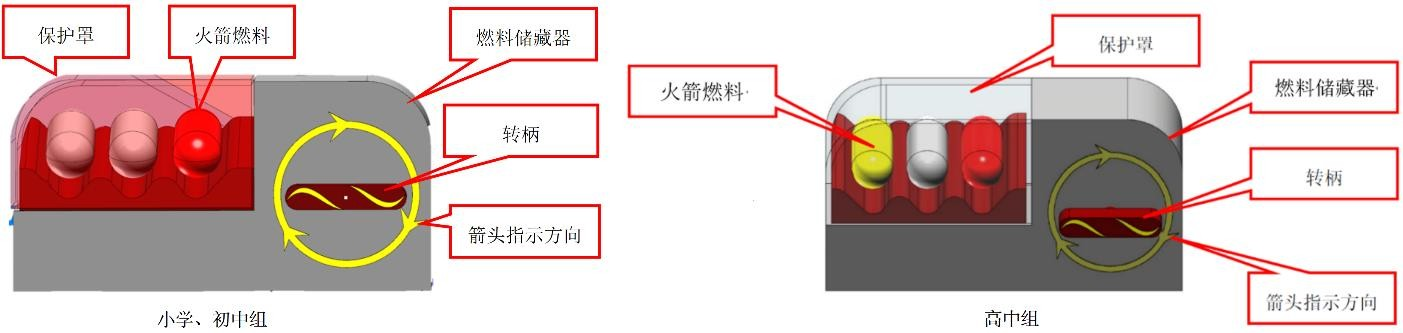 保护罩
火箭燃料
燃料储藏器
转柄
箭头指示方向
小学、初中组
保护罩
火箭燃料
燃料储藏器
转柄
箭头指示方向
高中组